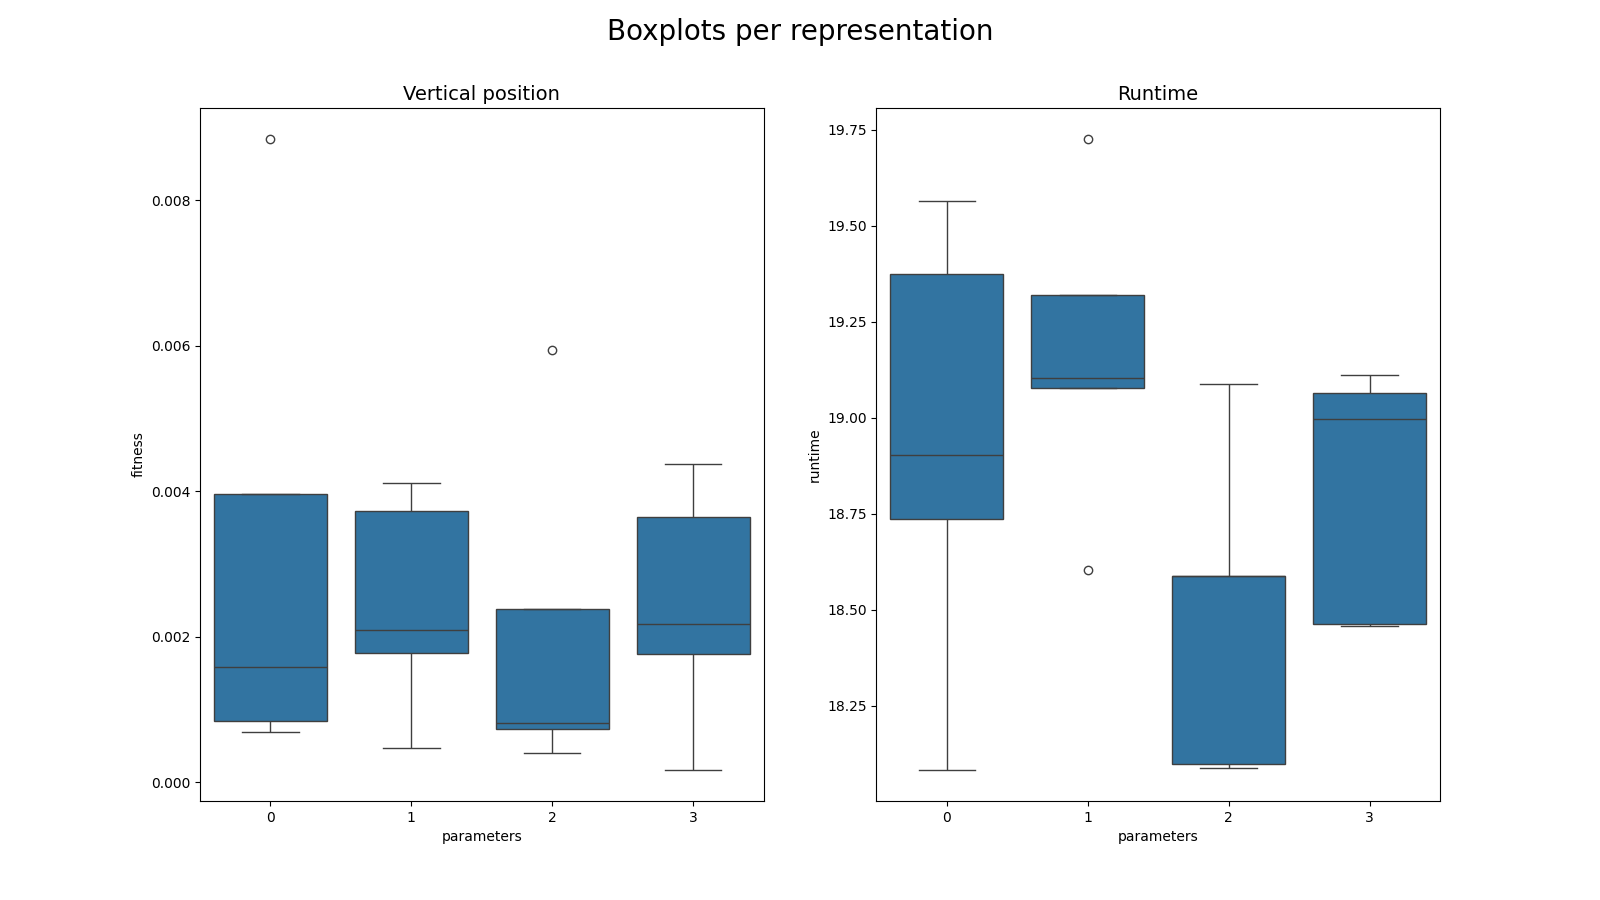 Boxplots per representation
Vertical position
fitness
0.008
0.006
0.004
0.002
0.000
0 1 2 3
parameters
Runtime
runtime
19.75
19.50
19.25
19.00
18.75
18.50
18.25
0 1 2 3
parameters